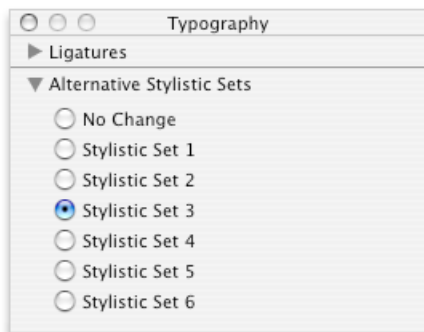 Typography
Ligatures
Alternative Stylistic Sets
No Change
Stylistic Set 1
Stylistic Set 2
Stylistic Set 3
Stylistic Set 4
Stylistic Set 5
Stylistic Set 6